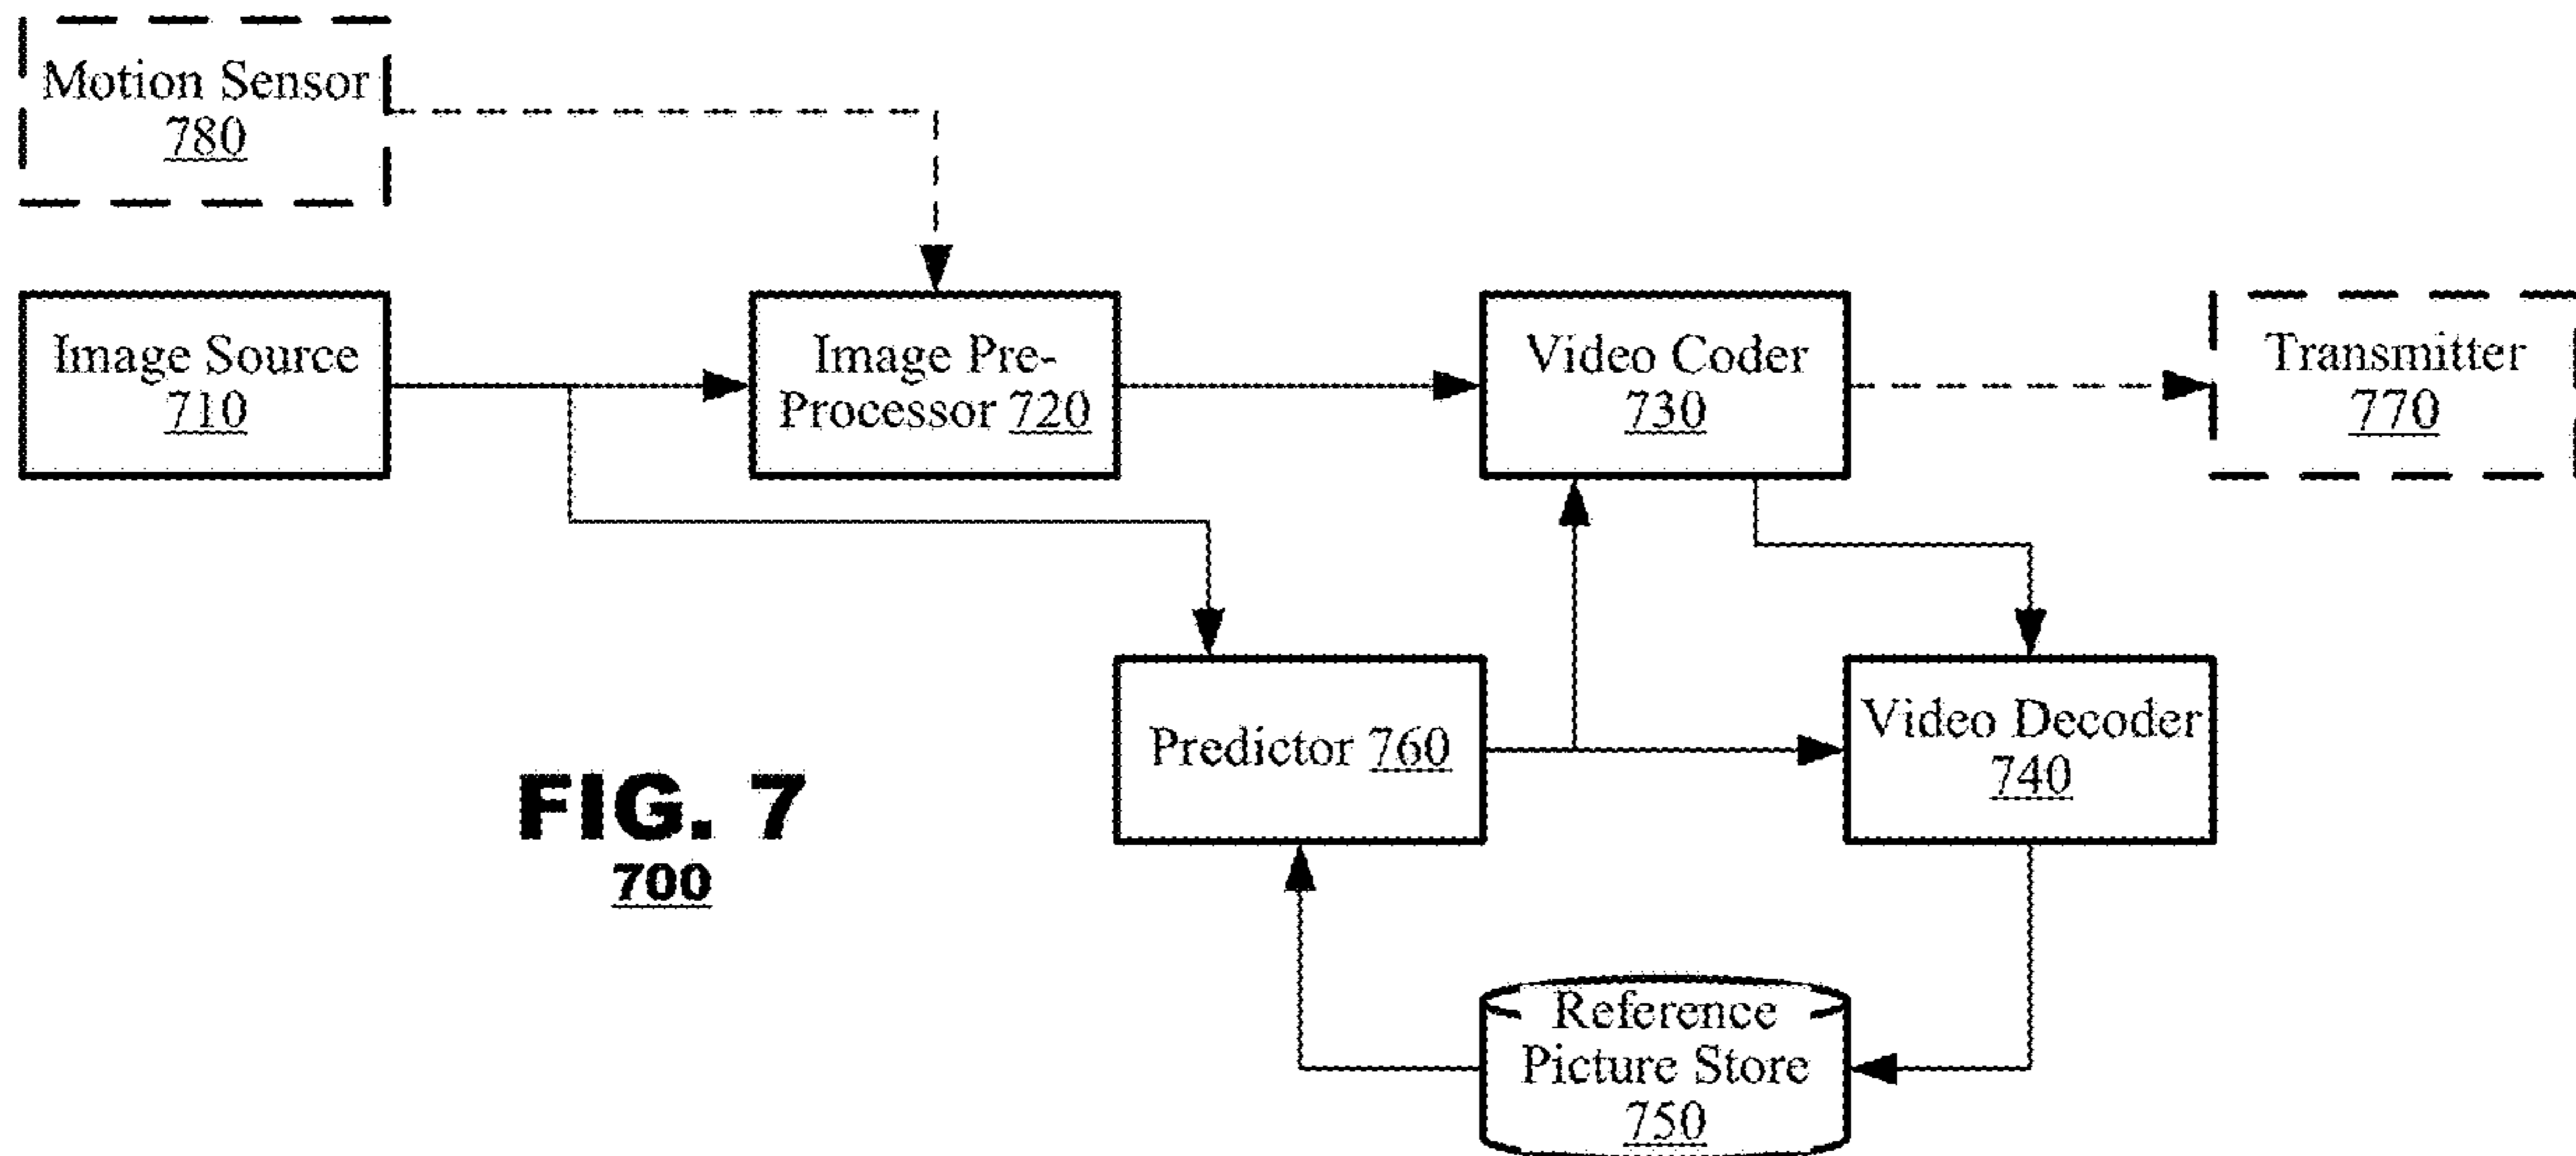 Motion Sensor
780
Image Source
710
Image Pre-
Processor 720
Video Coder
730
Transmitter
770
Predictor 760
Video Decoder
740
FIG. 7
700
Reference
Picture Store
750